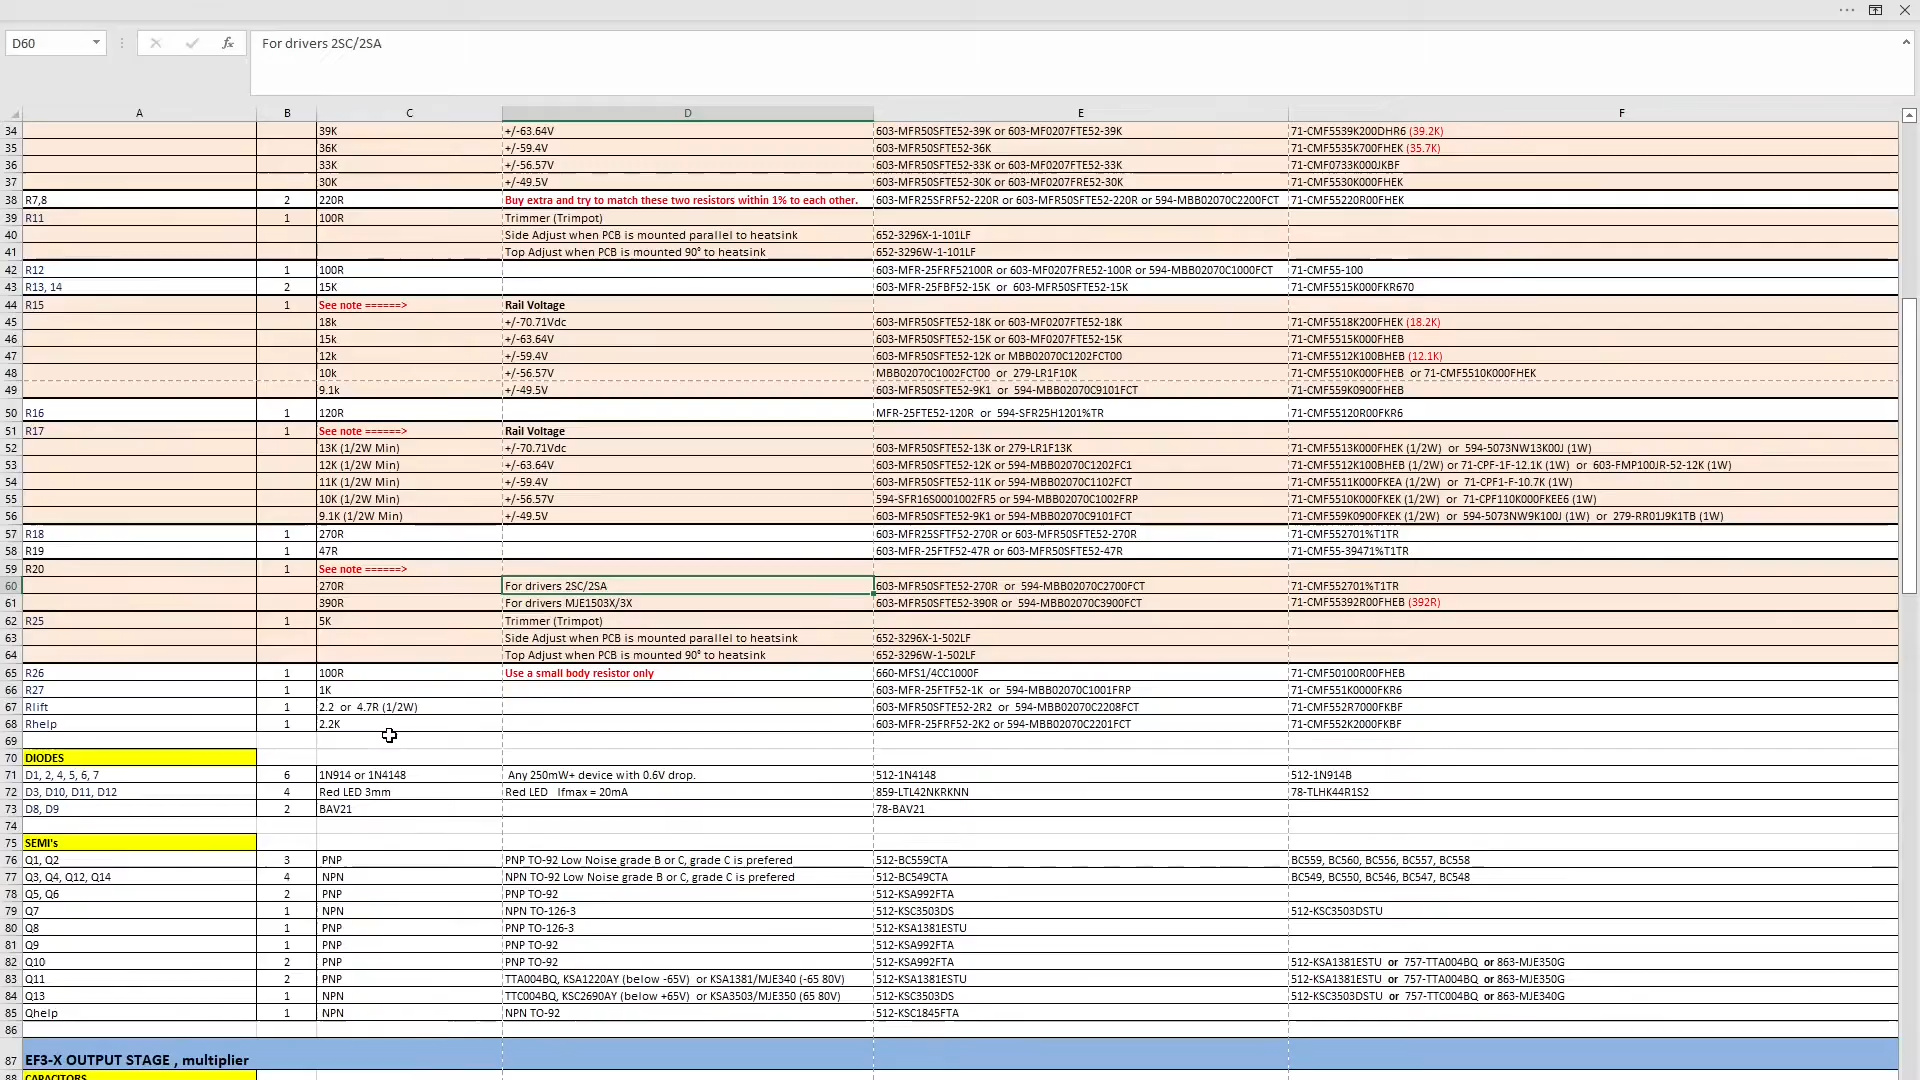 D60
For drivers 2SC/2SA
A B C D E F
34 39K +/-63.64V 603-MFR50SFTE52-39K or 603-MF0207FTE52-39K 71-CMF5539K200DHR6 (39.2K)
35 36K +/-59.4V 603-MFR50SFTE52-36K 71-CMF5535K700FHEK (35.7K)
36 33K +/-56.57V 603-MFR50SFTE52-33K or 603-MF0207FTE52-33K 71-CMF0733K000JKBF
37 30K +/-49.5V 603-MFR50SFTE52-30K or 603-MF0207FRE52-30K 71-CMF5530K000FHEK
38 R7,8 2 220R Buy extra and try to match these two resistors within 1% to each other. 603-MFR25SFRF52-220R or 603-MFR50SFTE52-220R or 594-MBB02070C2200FCT 71-CMF55220R00FHEK
39 R11 1 100R Trimmer (Trimpot)
40 Side Adjust when PCB is mounted parallel to heatsink 652-3296X-1-101LF
41 Top Adjust when PCB is mounted 90° to heatsink 652-3296W-1-101LF
42 R12 1 100R 603-MFR-25FRF52100R or 603-MF0207FRE52-100R or 594-MBB02070C1000FCT 71-CMF55-100
43 R13, 14 2 15K 603-MFR-25FBF52-15K or 603-MFR50SFTE52-15K 71-CMF5515K000FKR670
44 R15 1 See note ======> Rail Voltage
45 18k +/-70.71Vdc 603-MFR50SFTE52-18K or 603-MF0207FTE52-18K 71-CMF5518K200FHEK (18.2K)
46 15k +/-63.64V 603-MFR50SFTE52-15K or 603-MF0207FTE52-15K 71-CMF5515K000FHEB
47 12k +/-59.4V 603-MFR50SFTE52-12K or MBB02070C1202FCT00 71-CMF5512K100BHEB (12.1K)
48 10k +/-56.57V MBB02070C1002FCT00 or 279-LR1F10K 71-CMF5510K000FHEB or 71-CMF5510K000FHEK
49 9.1k +/-49.5V 603-MFR50SFTE52-9K1 or 594-MBB02070C9101FCT 71-CMF559K0900FHEB
50 R16 1 120R MFR-25FTE52-120R or 594-SFR25H1201%TR 71-CMF55120R00FKR6
51 R17 1 See note ======> Rail Voltage
52 13K (1/2W Min) +/-70.71Vdc 603-MFR50SFTE52-13K or 279-LR1F13K 71-CMF5513K000FHEK (1/2W) or 594-5073NW13K00J (1W)
53 12K (1/2W Min) +/-63.64V 603-MFR50SFTE52-12K or 594-MBB02070C1202FC1 71-CMF5512K100BHEB (1/2W) or 71-CPF-1F-12.1K (1W) or 603-FMP100JR-52-12K (1W)
54 11K (1/2W Min) +/-59.4V 603-MFR50SFTE52-11K or 594-MBB02070C1102FCT 71-CMF5511K000FKEA (1/2W) or 71-CPF1-F-10.7K (1W)
55 10K (1/2W Min) +/-56.57V 594-SFR16S0001002FR5 or 594-MBB02070C1002FRP 71-CMF5510K000FHEK (1/2W) or 71-CPF110K000FKEE6 (1W)
56 9.1K (1/2W Min) +/-49.5V 603-MFR50SFTE52-9K1 or 594-MBB02070C9101FCT 71-CMF559K0900FKEK (1/2W) or 594-5073NW9K100J (1W) or 279-RR01J9K1TB (1W)
57 R18 1 270R 603-MFR25SFTF52-270R or 603-MFR50SFTE52-270R 71-CMF552701%T1TR
58 R19 1 47R 603-MFR-25FTF52-47R or 603-MFR50SFTE52-47R 71-CMF55-39471%T1TR
59 R20 1 See note ======>
60 270R For drivers 2SC/2SA 603-MFR50SFTE52-270R or 594-MBB02070C2700FCT 71-CMF552701%T1TR
61 390R For drivers MJE1503X/3X 603-MFR50SFTE52-390R or 594-MBB02070C3900FCT 71-CMF55392R00FHEB (392R)
62 R25 1 5K Trimmer (Trimpot)
63 Side Adjust when PCB is mounted parallel to heatsink 652-3296X-1-502LF
64 Top Adjust when PCB is mounted 90° to heatsink 652-3296W-1-502LF
65 R26 1 100R Use a small body resistor only 660-MFS1/4CC1000F 71-CMF50100R00FHEB
66 R27 1 1K 603-MFR-25FTF52-1K or 594-MBB02070C1001FRP 71-CMF551K0000FKR6
67 Rlift 1 2.2 or 4.7R (1/2W) 603-MFR50SFTE52-2R2 or 594-MBB02070C2208FCT 71-CMF552R7000FKBF
68 Rhelp 1 2.2K 603-MFR-25FRF52-2K2 or 594-MBB02070C2201FCT 71-CMF552K2000FKBF
69
70 DIODES
71 D1, 2, 4, 5, 6, 7 6 1N914 or 1N4148 Any 250mW+ device with 0.6V drop. 512-1N4148 512-1N914B
72 D3, D10, D11, D12 4 Red LED 3mm Red LED Ifmax = 20mA 859-LTL42NKRKNN 78-TLHK44R1S2
73 D8, D9 2 BAV21 78-BAV21
74
75 SEMI's
76 Q1, Q2 3 PNP PNP TO-92 Low Noise grade B or C, grade C is prefered 512-BC559CTA BC559, BC560, BC556, BC557, BC558
77 Q3, Q4, Q12, Q14 4 NPN NPN TO-92 Low Noise grade B or C, grade C is prefered 512-BC549CTA BC549, BC550, BC546, BC547, BC548
78 Q5, Q6 2 PNP PNP TO-92 512-KSA992FTA
79 Q7 1 NPN NPN TO-126-3 512-KSC3503DS 512-KSC3503DSTU
80 Q8 1 PNP PNP TO-126-3 512-KSA1381ESTU
81 Q9 1 PNP PNP TO-92 512-KSA992FTA
82 Q10 2 PNP PNP TO-92 512-KSA992FTA 512-KSA1381ESTU or 757-TTA004BQ or 863-MJE350G
83 Q11 2 PNP TTA004BQ, KSA1220AY (below -65V) or KSA1381/MJE340 (-65 80V) 512-KSA1381ESTU 512-KSA1381ESTU or 757-TTA004BQ or 863-MJE350G
84 Q13 1 NPN TTC004BQ, KSC2690AY (below +65V) or KSA3503/MJE350 (65 80V) 512-KSC3503DS 512-KSC3503DSTU or 757-TTC004BQ or 863-MJE340G
85 Qhelp 1 NPN NPN TO-92 512-KSC1845FTA
86
87 EF3-X OUTPUT STAGE , multiplier
88 CAPACITORS